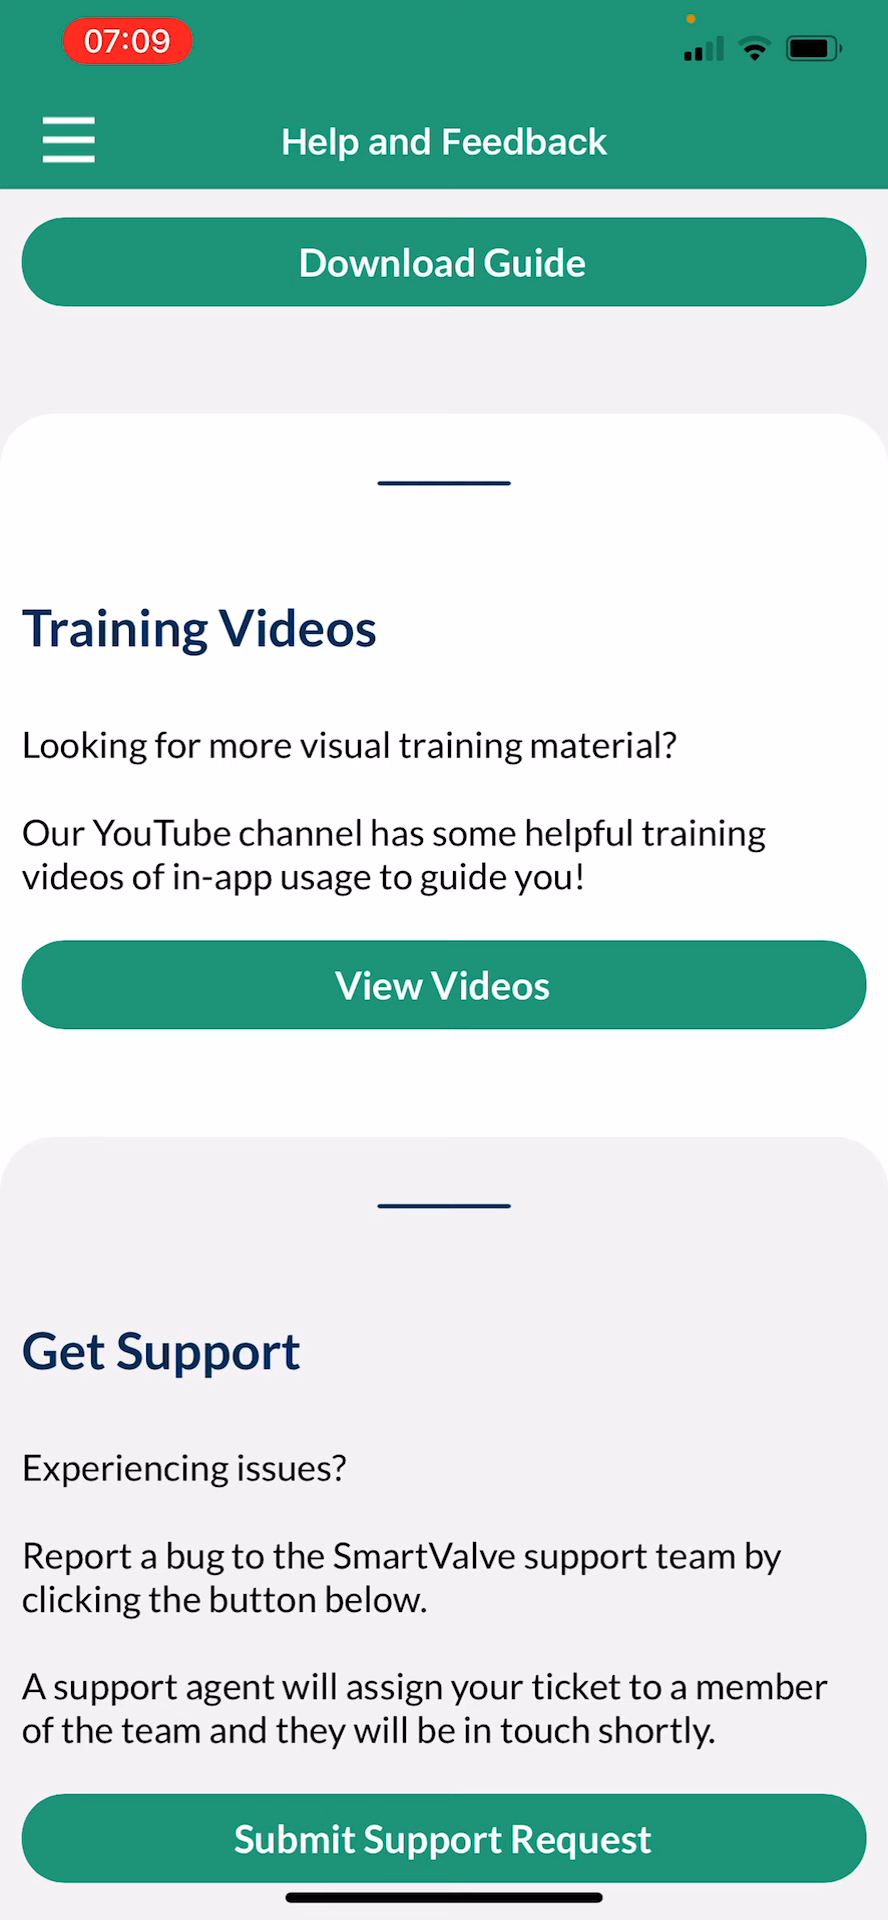 07:09
Help and Feedback
Download Guide
Training Videos
Looking for more visual training material?
Our YouTube channel has some helpful training
videos of in-app usage to guide you!
View Videos
Get Support
Experiencing issues?
Report a bug to the SmartValve support team by
clicking the button below.
A support agent will assign your ticket to a member
of the team and they will be in touch shortly.
Submit Support Request